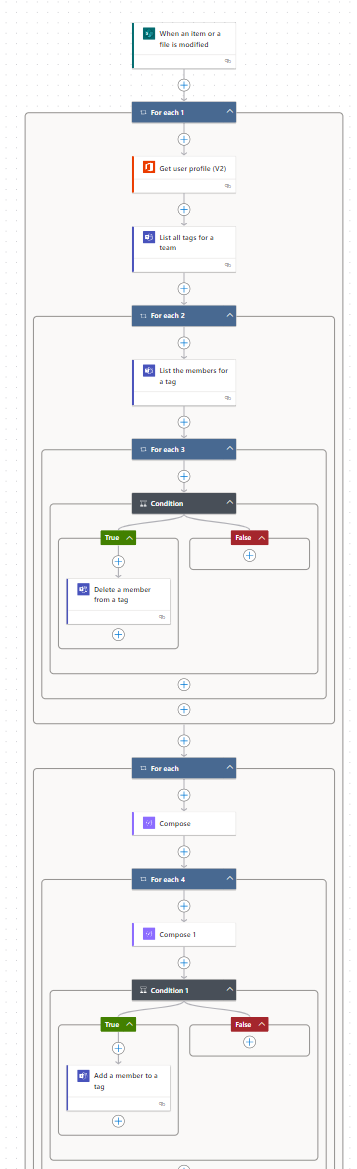 When an item or a
file is modified
For each 1
Get user profile (V2)
List all tags for a
team
For each 2
List the members for
a tag
For each 3
Condition
True
False
Delete a member
from a tag
For each
Compose
For each 4
Compose 1
Condition 1
True
False
Add a member to a
tag